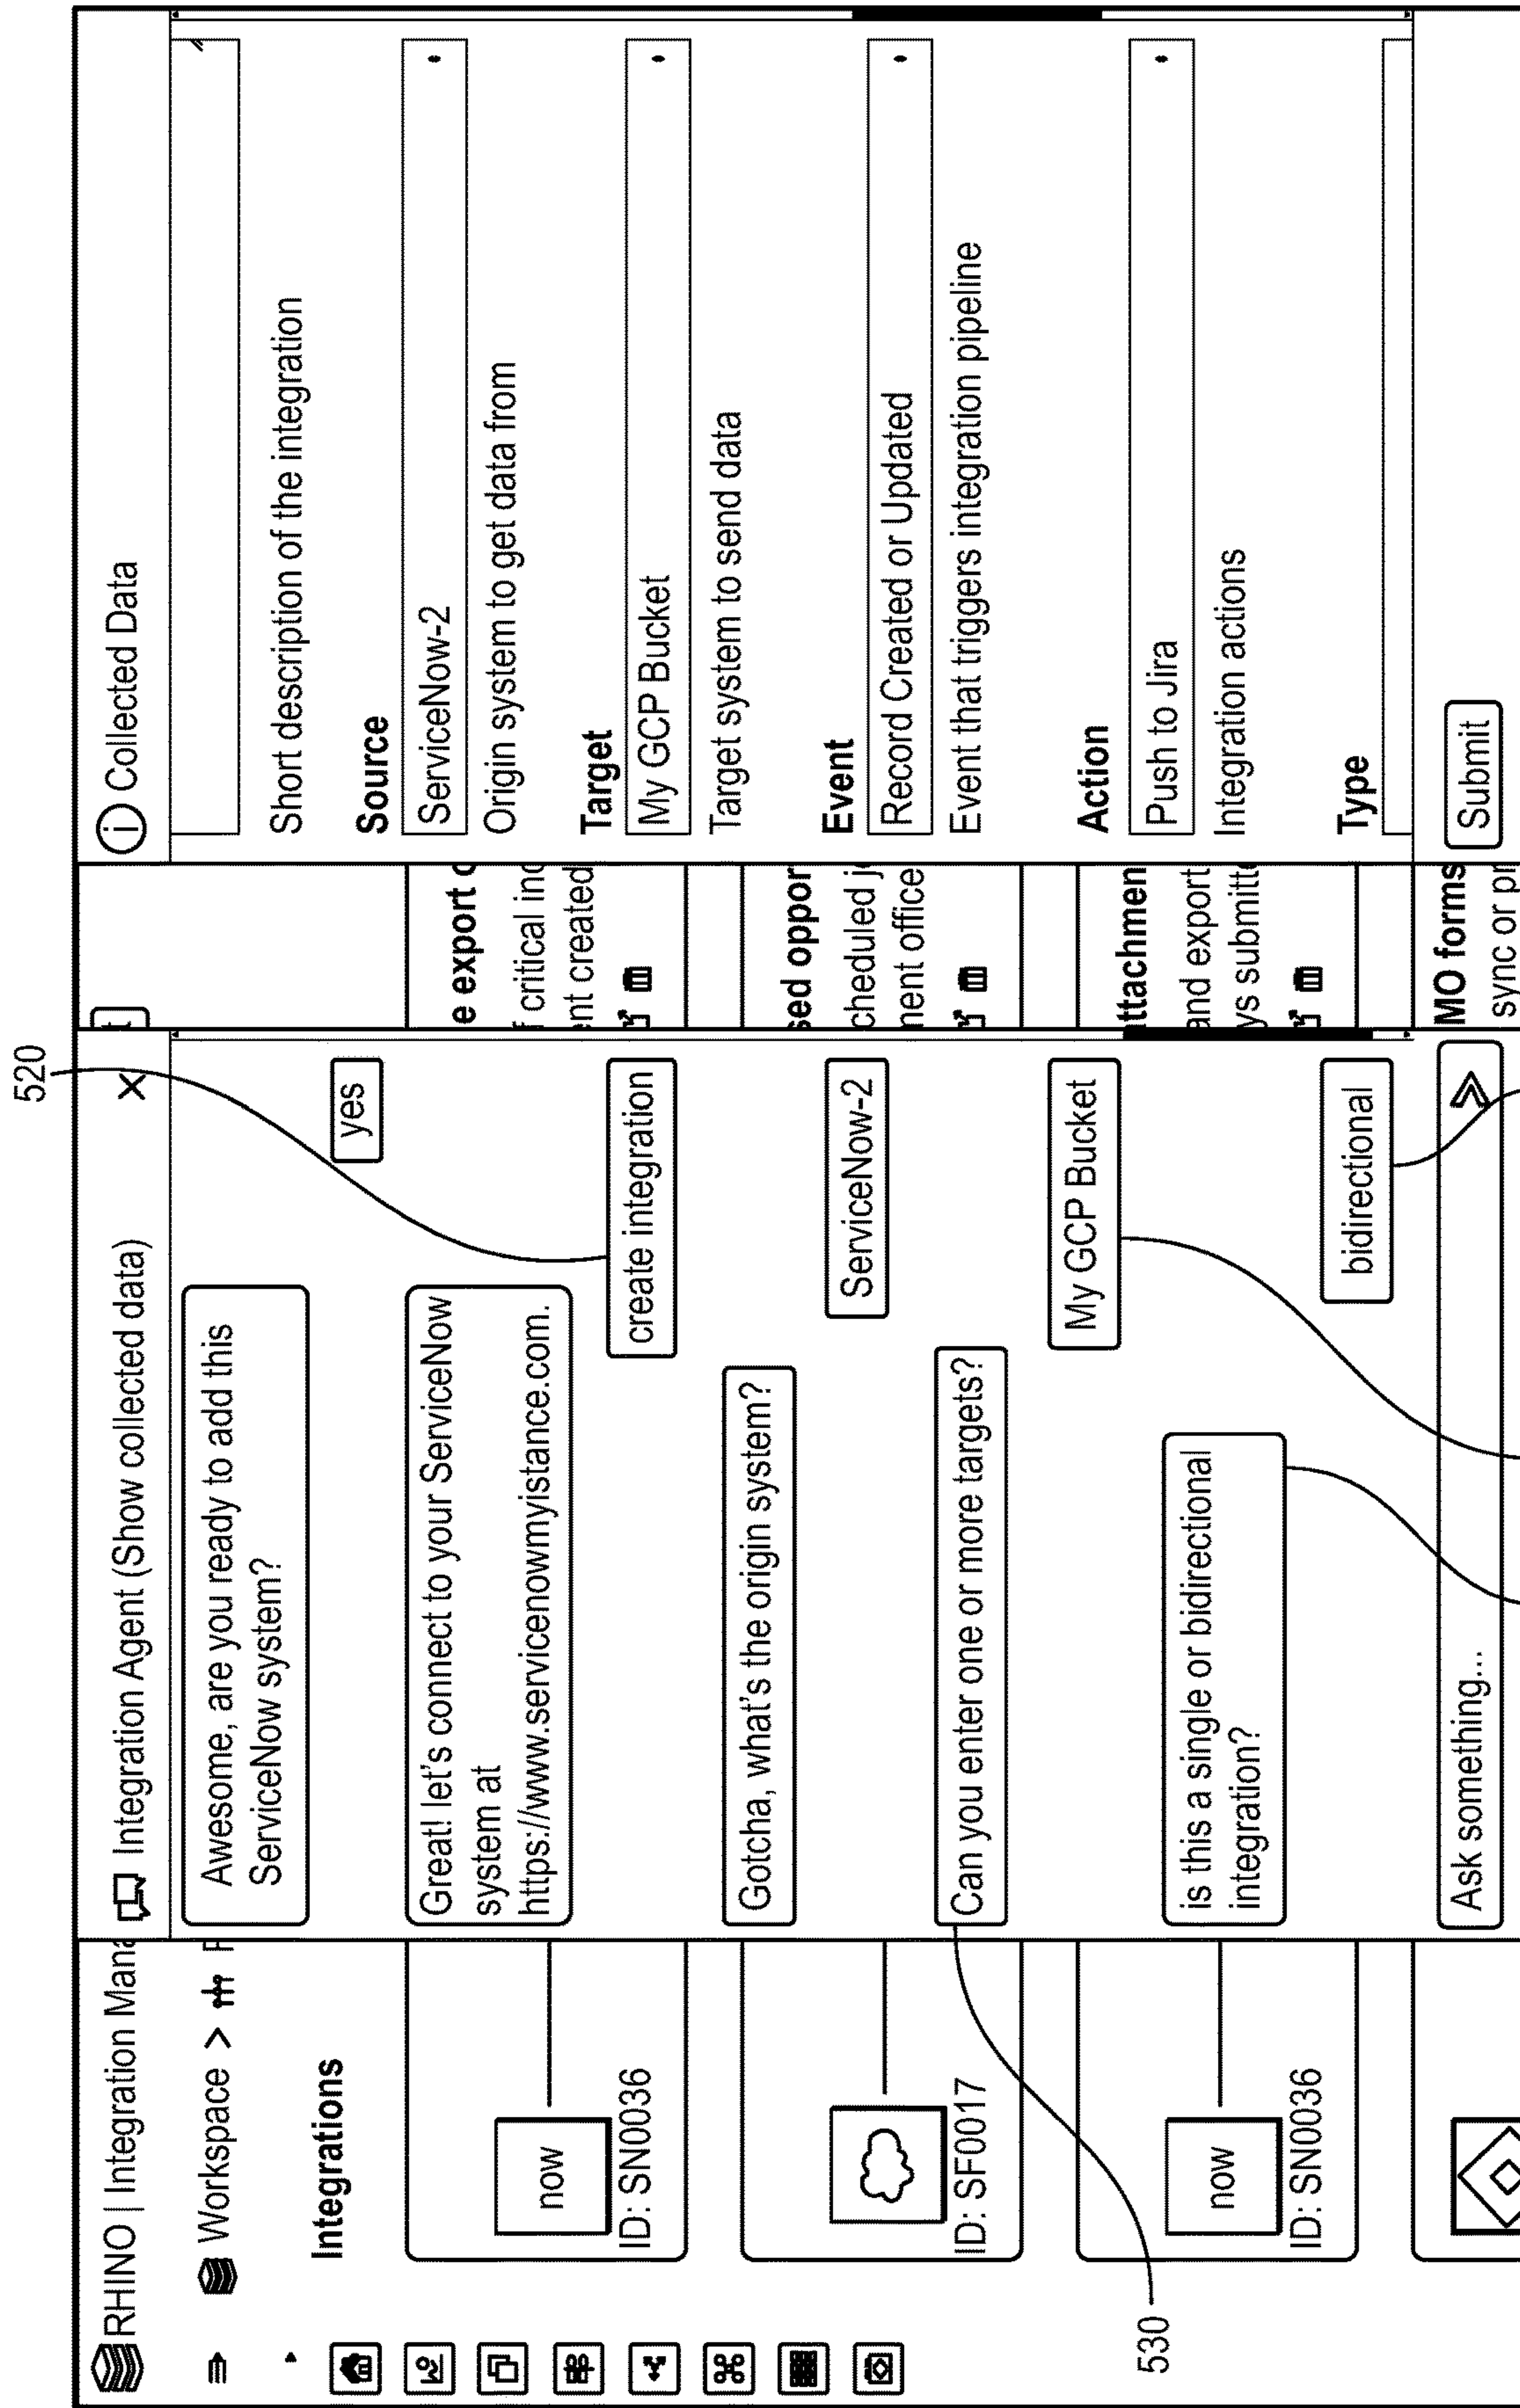 520
RHINO | Integration Mana
Workspace >
Integrations
now
ID: SN0036
ID: SF0017
now
ID: SN0036
530
Integration Agent (Show collected data)
X
Awesome, are you ready to add this
ServiceNow system?
yes
Great! let's connect to your ServiceNow
system at
https://www.servicenowmyistance.com.
create integration
Gotcha, what's the origin system?
ServiceNow-2
Can you enter one or more targets?
My GCP Bucket
is this a single or bidirectional
integration?
bidirectional
Ask something...
e export
f critical inc
ent created
sed oppor
cheduled j
ment office
ttachmen
and export
ys submitt
MO forms
sync or pr
i Collected Data
Short description of the integration
Source
ServiceNow-2
Origin system to get data from
Target
My GCP Bucket
Target system to send data
Event
Record Created or Updated
Event that triggers integration pipeline
Action
Push to Jira
Integration actions
Type
Submit